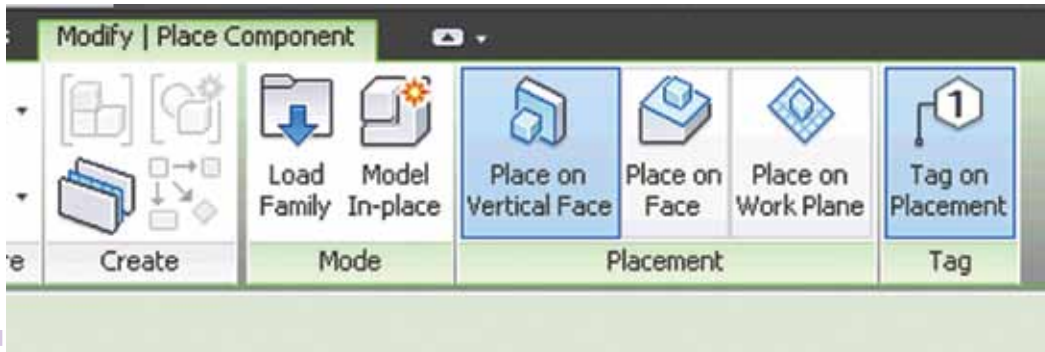 Modify | Place Component
1
Load Family
Model In-place
Place on Vertical Face
Place on Face
Place on Work Plane
Tag on Placement
Create
Mode
Placement
Tag